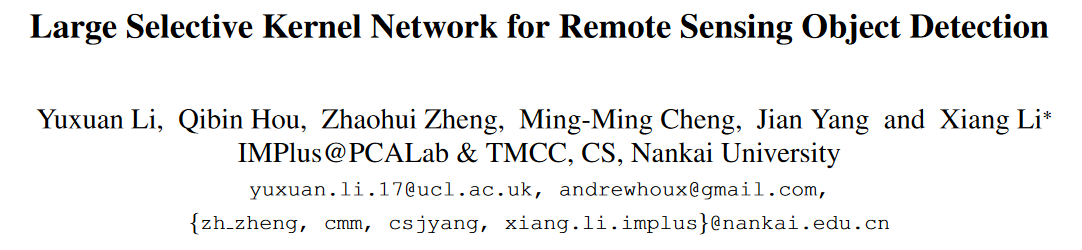 Large Selective Kernel Network for Remote Sensing Object Detection
Yuxuan Li, Qibin Hou, Zhaohui Zheng, Ming-Ming Cheng, Jian Yang and Xiang Li*
IMPlus@PCALab & TMCC, CS, Nankai University
yuxuan.li.17@ucl.ac.uk, andrewhoux@gmail.com,
{zh_zheng, cmm, csjyang, xiang.li.implus}@nankai.edu.cn